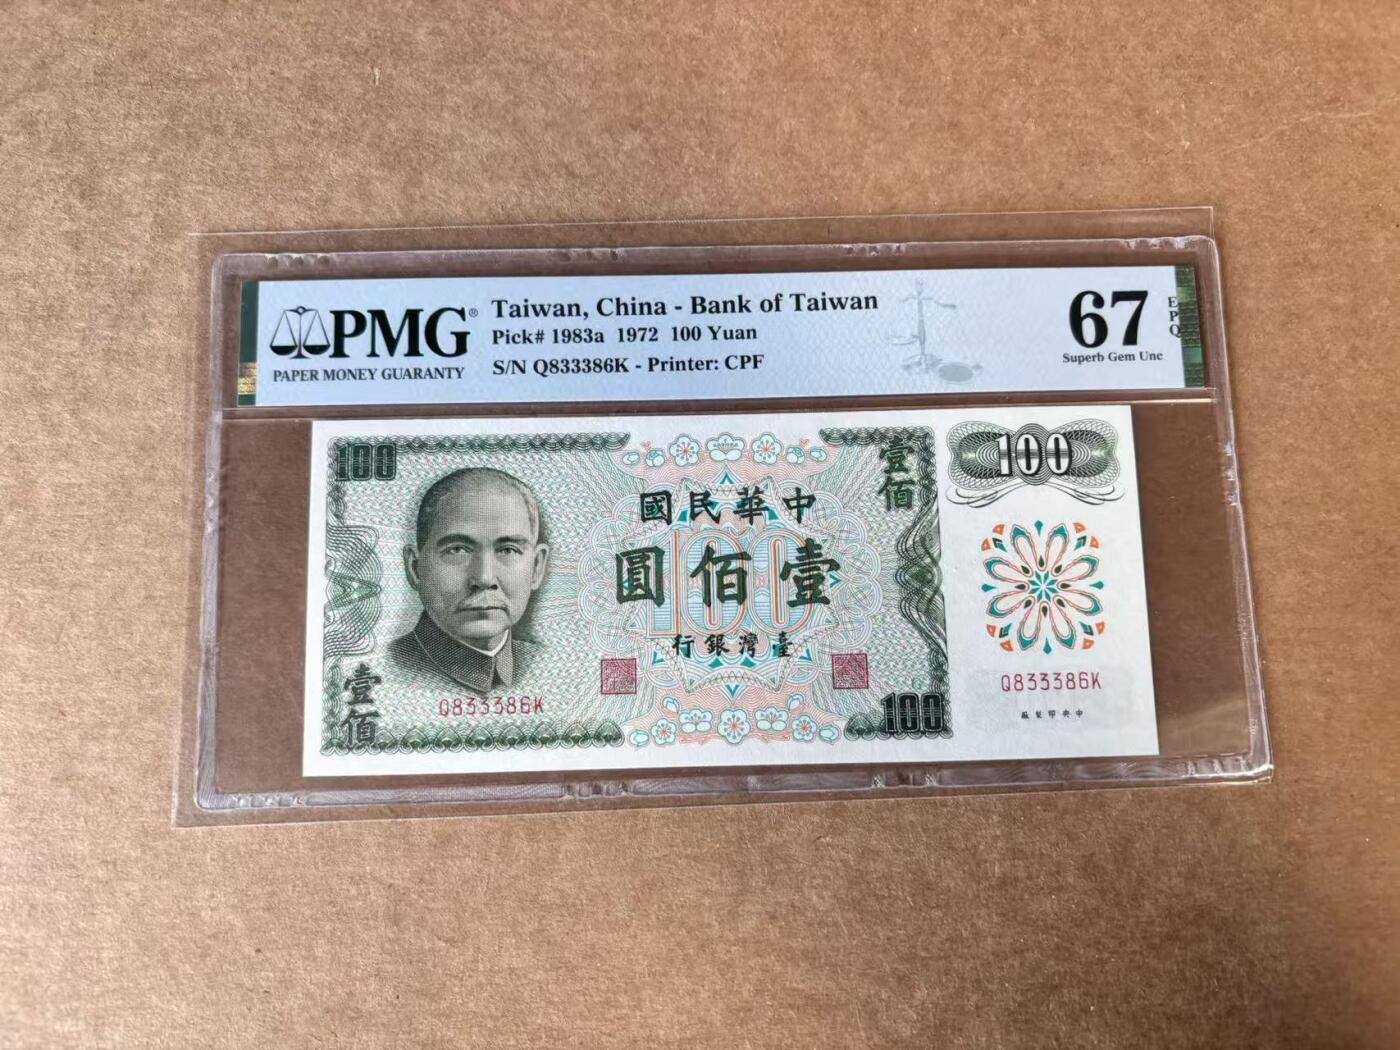 PMG®
PAPER MONEY GUARANTY
Taiwan, China - Bank of Taiwan
Pick# 1983a 1972 100 Yuan
S/N Q833386K - Printer: CPF
67
EPQ
Superb Gem Unc
100
壹佰
100
國民華中
圓佰壹
100
行銀灣臺
壹佰
Q833386K
100
Q833386K
廠製印央中